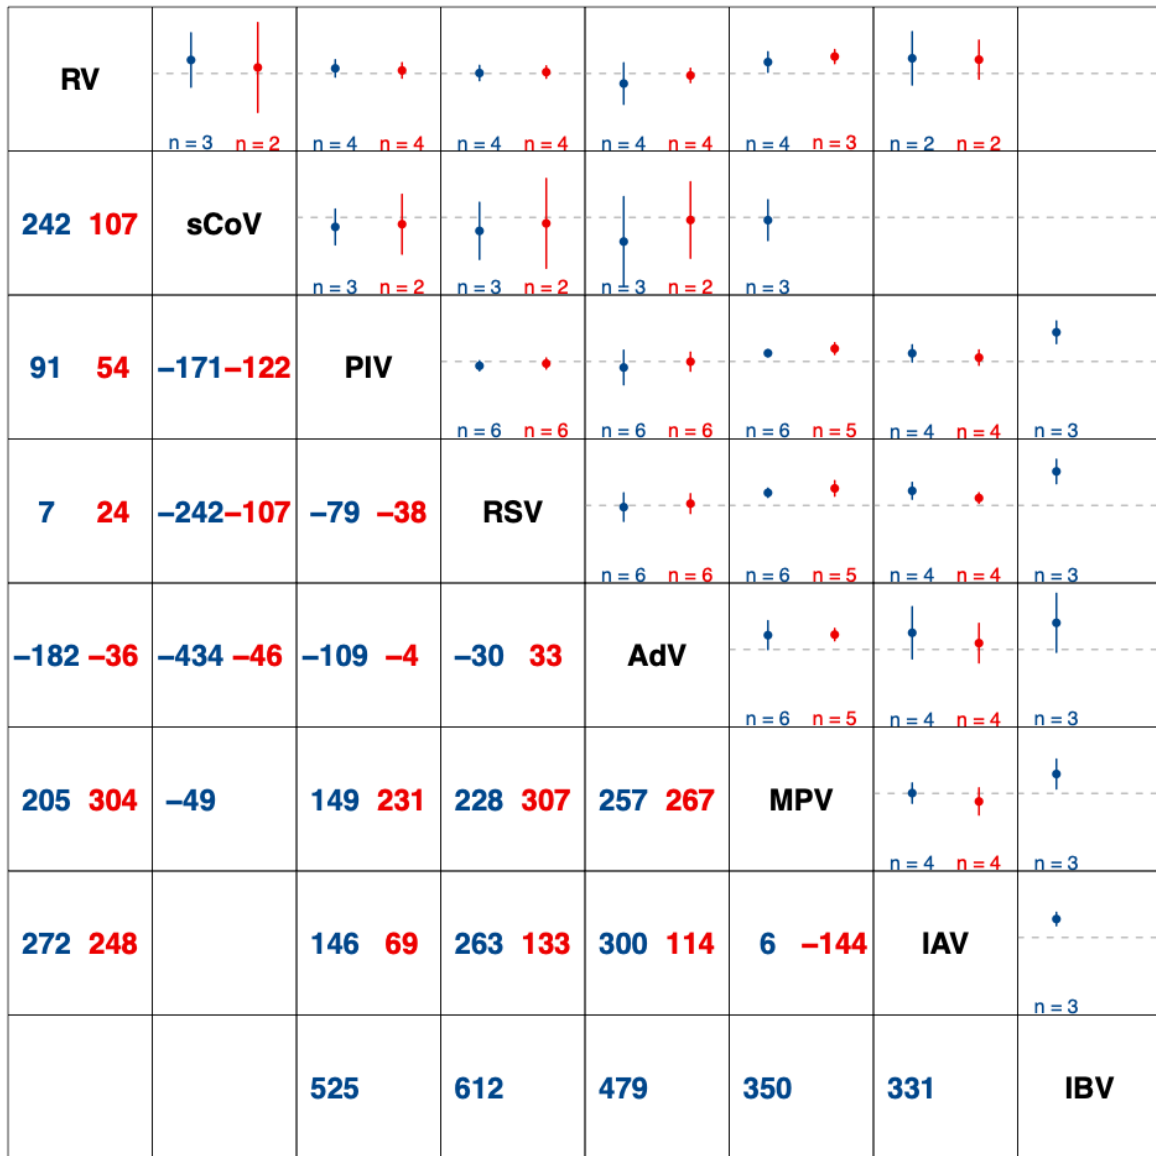 RV
n = 3 n = 2 n = 4 n = 4 n = 4 n = 4 n = 4 n = 4 n = 4 n = 3 n = 2 n = 2
242 107 sCoV
n = 3 n = 2 n = 3 n = 2 n = 3 n = 2 n = 3
91 54 −171 −122 PIV
n = 6 n = 6 n = 6 n = 6 n = 6 n = 5 n = 4 n = 4 n = 3
7 24 −242 −107 −79 −38 RSV
n = 6 n = 6 n = 6 n = 5 n = 4 n = 4 n = 3
−182 −36 −434 −46 −109 −4 −30 33 AdV
n = 6 n = 5 n = 4 n = 4 n = 3
205 304 −49 149 231 228 307 257 267 MPV
n = 4 n = 4 n = 3
272 248 146 69 263 133 300 114 6 −144 IAV
n = 3
525 612 479 350 331 IBV